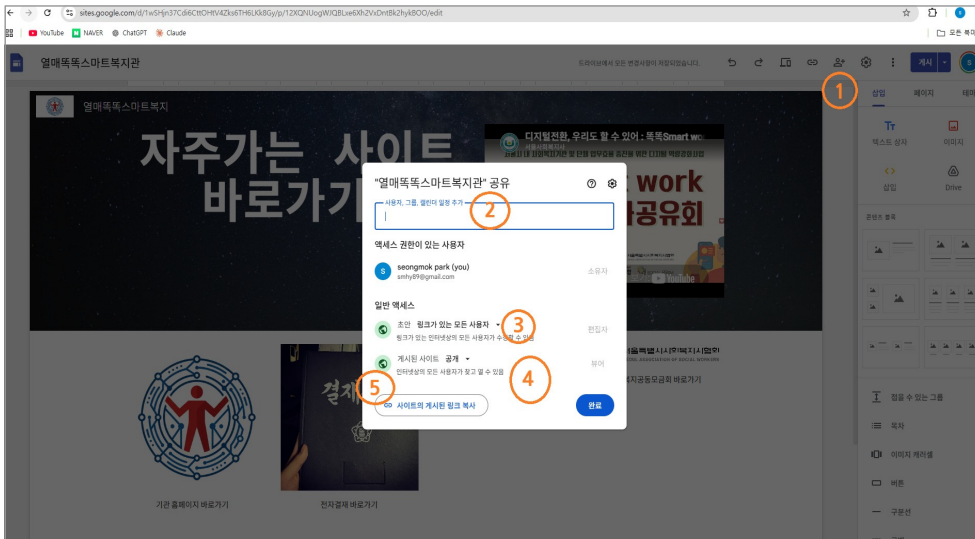 sites.google.com/d/1wSHjn37Cdi6CttOHtV4Zks6TH6LKk8Gy/p/12XQNUogWJQBLxe6Xh2VxDntBk2hykBOO/edit
YouTube NAVER ChatGPT Claude
모든 북마
열매똑똑스마트복지관
드라이브에서 모든 변경사항이 저장되었습니다.
게시
s
1
삽입 페이지 테마
열매똑똑스마트복지
자주가는 사이트
바로가기
디지털전환, 우리도 할 수 있어 : 똑똑Smart wo
서울시복지사
work
공유회
YouTube
텍스트 상자 이미지
삽입 Drive
콘텐츠 블록
"열매똑똑스마트복지관" 공유
사용자, 그룹, 캘린더 일정 추가
2
액세스 권한이 있는 사용자
s
seongmok park (you)
smhy89@gmail.com
소유자
일반 액세스
초안 링크가 있는 모든 사용자
3
편집자
링크가 있는 인터넷상의 모든 사용자가 수정할 수 있음
게시된 사이트 공개
뷰어
인터넷상의 모든 사용자가 찾고 열 수 있음
4
5
사이트의 게시된 링크 복사
완료
결재
서울특별시사회복지사협회
지공동모금회 바로가기
기관 홈페이지 바로가기
전자결재 바로가기
접을 수 있는 그룹
목차
이미지 캐러셀
버튼
구분선